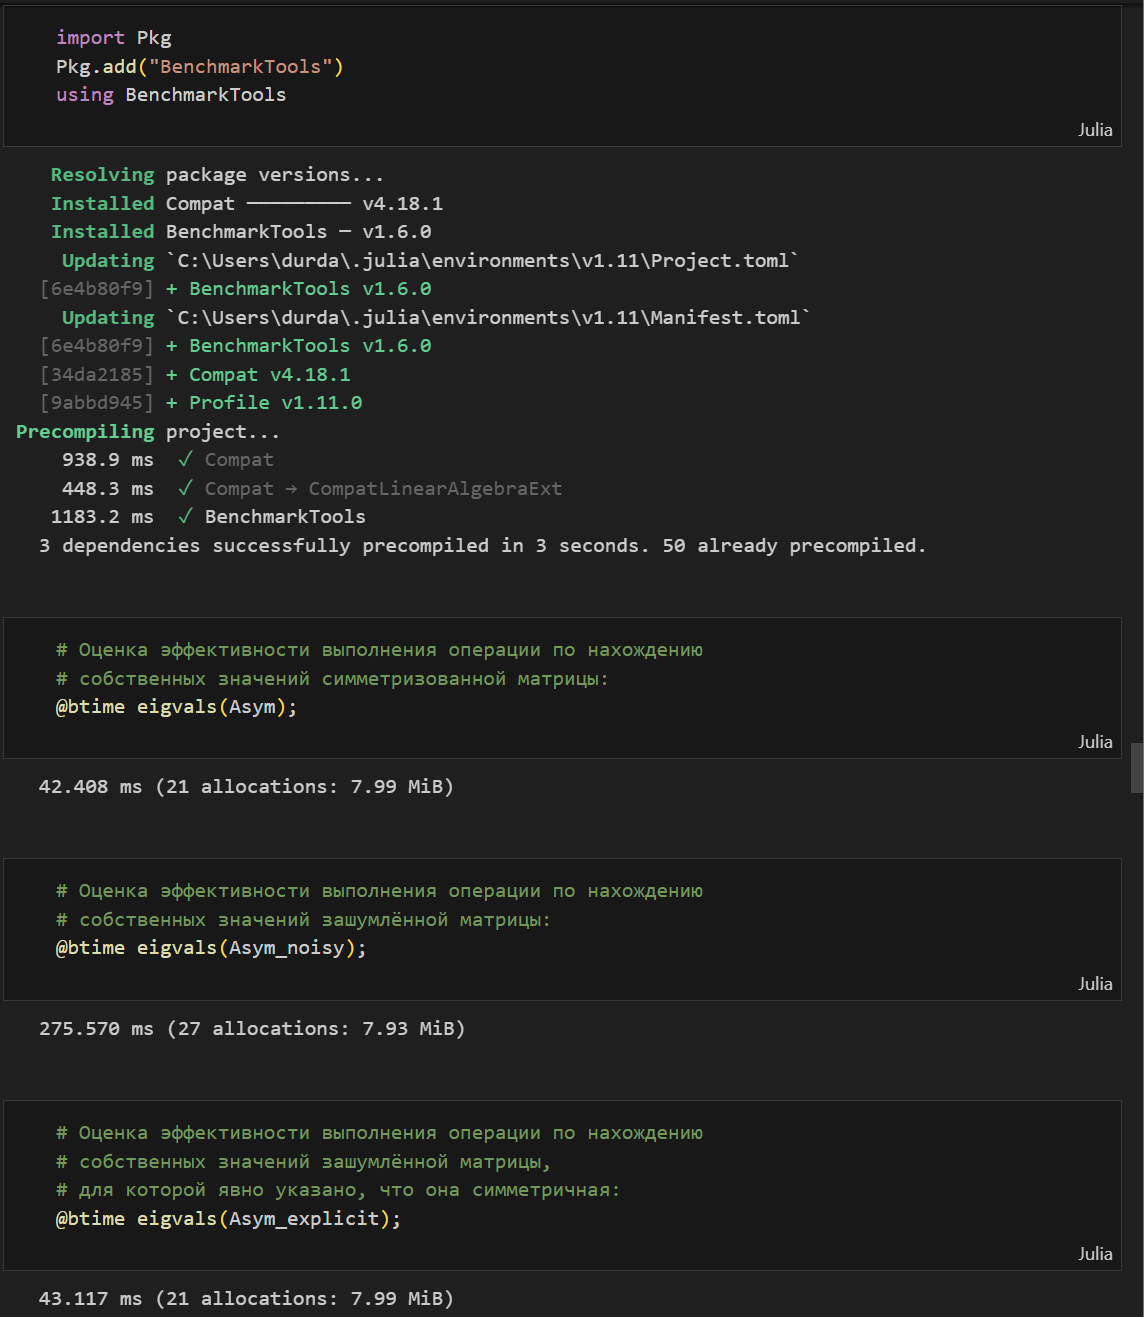 import Pkg
Pkg.add("BenchmarkTools")
using BenchmarkTools
Julia
Resolving package versions...
Installed Compat ───────── v4.18.1
Installed BenchmarkTools ─ v1.6.0
Updating `C:\Users\durda\.julia\environments\v1.11\Project.toml`
[6e4b80f9] + BenchmarkTools v1.6.0
Updating `C:\Users\durda\.julia\environments\v1.11\Manifest.toml`
[6e4b80f9] + BenchmarkTools v1.6.0
[34da2185] + Compat v4.18.1
[9abbd945] + Profile v1.11.0
Precompiling project...
938.9 ms ✓ Compat
448.3 ms ✓ Compat → CompatLinearAlgebraExt
1183.2 ms ✓ BenchmarkTools
3 dependencies successfully precompiled in 3 seconds. 50 already precompiled.
# Оценка эффективности выполнения операции по нахождению
# собственных значений симметризованной матрицы:
@btime eigvals(Asym);
Julia
42.408 ms (21 allocations: 7.99 MiB)
# Оценка эффективности выполнения операции по нахождению
# собственных значений зашумлённой матрицы:
@btime eigvals(Asym_noisy);
Julia
275.570 ms (27 allocations: 7.93 MiB)
# Оценка эффективности выполнения операции по нахождению
# собственных значений зашумлённой матрицы,
# для которой явно указано, что она симметричная:
@btime eigvals(Asym_explicit);
Julia
43.117 ms (21 allocations: 7.99 MiB)